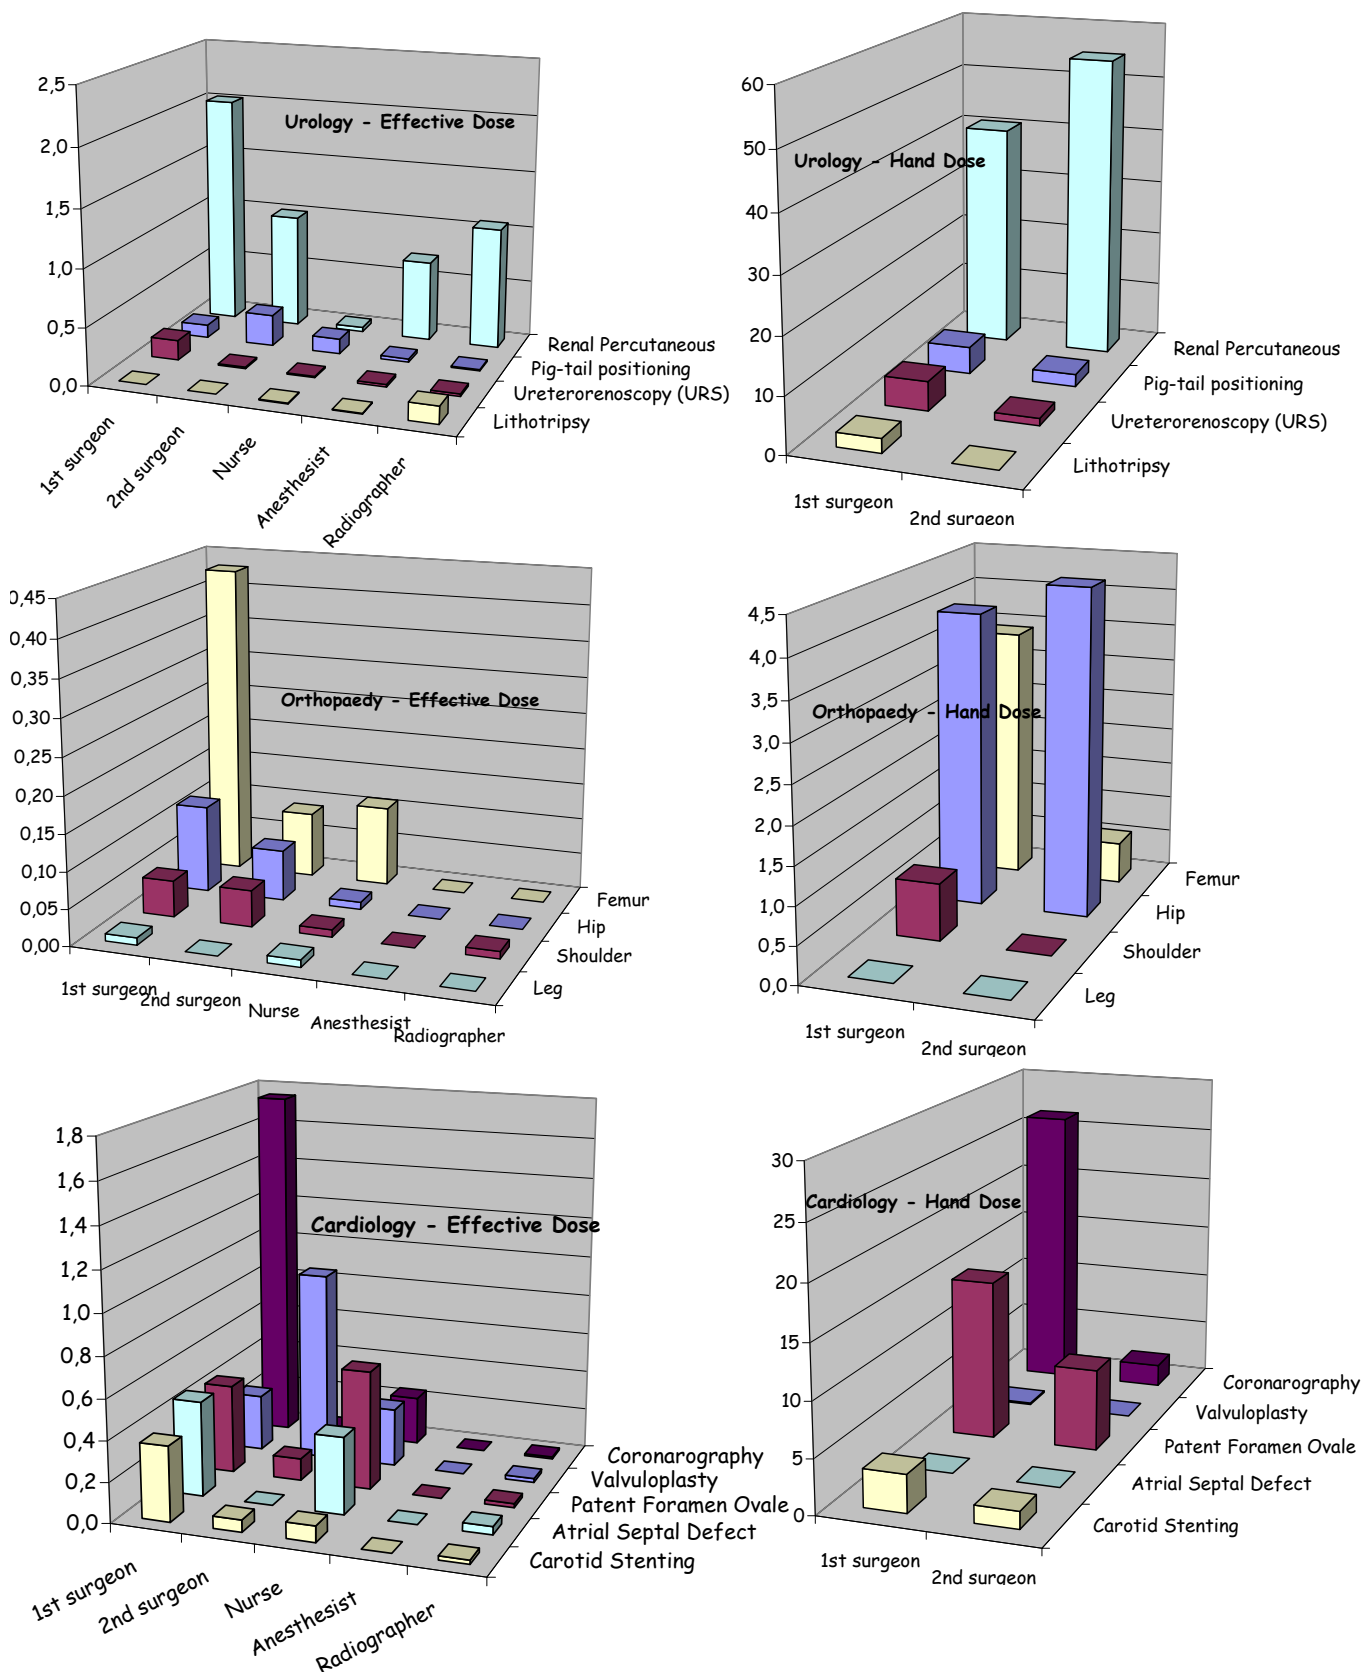 Urology - Effective Dose
2,5
2,0
1,5
1,0
0,5
0,0
1st surgeon
2nd surgeon
Nurse
Anesthesist
Radiographer
Renal Percutaneous
Pig-tail positioning
Ureterorenoscopy (URS)
Lithotripsy
Urology - Hand Dose
60
50
40
30
20
10
0
1st surgeon
2nd surgeon
Renal Percutaneous
Pig-tail positioning
Ureterorenoscopy (URS)
Lithotripsy
Orthopaedy - Effective Dose
0,45
0,40
0,35
0,30
0,25
0,20
0,15
0,10
0,05
0,00
1st surgeon
2nd surgeon
Nurse
Anesthesist
Radiographer
Femur
Hip
Shoulder
Leg
Orthopaedy - Hand Dose
4,5
4,0
3,5
3,0
2,5
2,0
1,5
1,0
0,5
0,0
1st surgeon
2nd surgeon
Femur
Hip
Shoulder
Leg
Cardiology - Effective Dose
1,8
1,6
1,4
1,2
1,0
0,8
0,6
0,4
0,2
0,0
1st surgeon
2nd surgeon
Nurse
Anesthesist
Radiographer
Coronarography
Valvuloplasty
Patent Foramen Ovale
Atrial Septal Defect
Carotid Stenting
Cardiology - Hand Dose
30
25
20
15
10
5
0
1st surgeon
2nd surgeon
Coronarography
Valvuloplasty
Patent Foramen Ovale
Atrial Septal Defect
Carotid Stenting